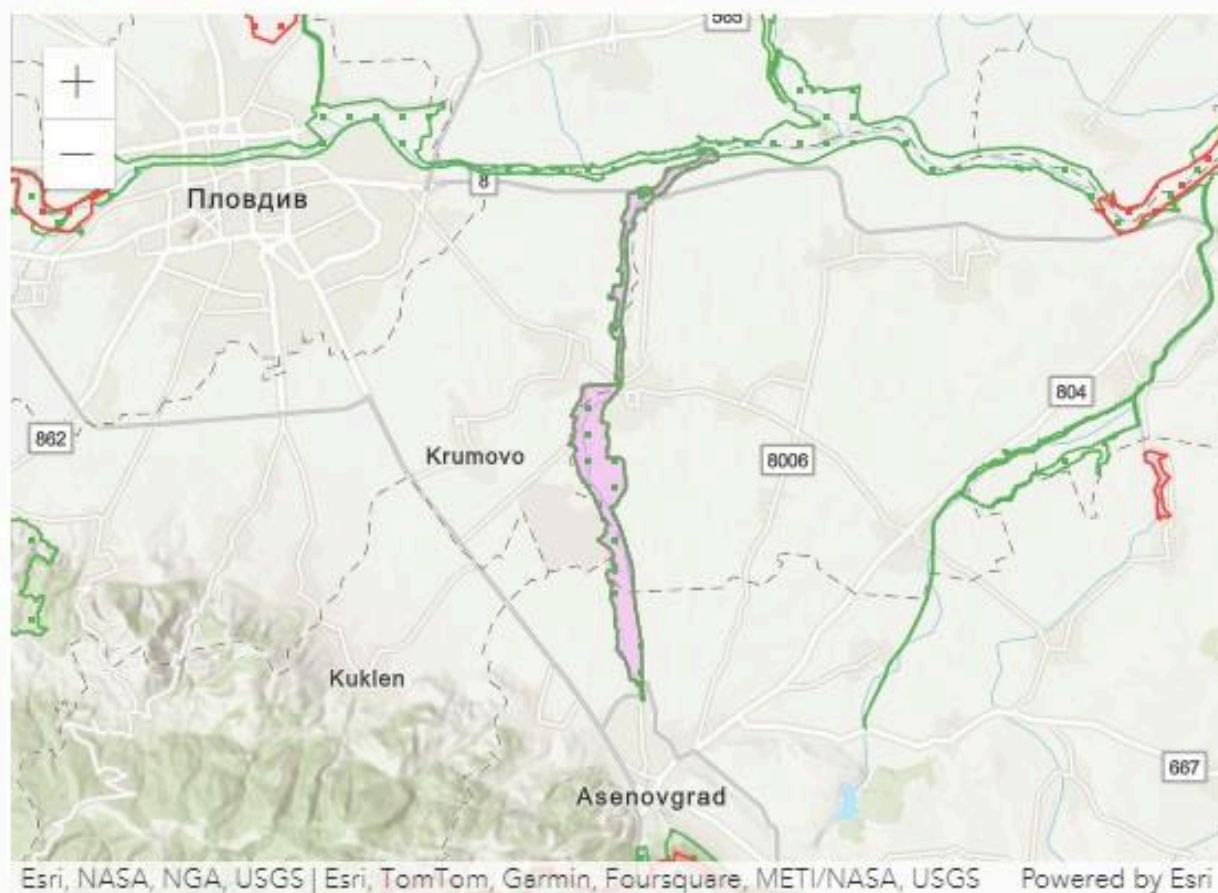 565
+
−
8
Пловдив
804
862
Krumovo
8006
Kuklen
667
Asenovgrad
Esri, NASA, NGA, USGS | Esri, TomTom, Garmin, Foursquare, METI/NASA, USGS Powered by Esri